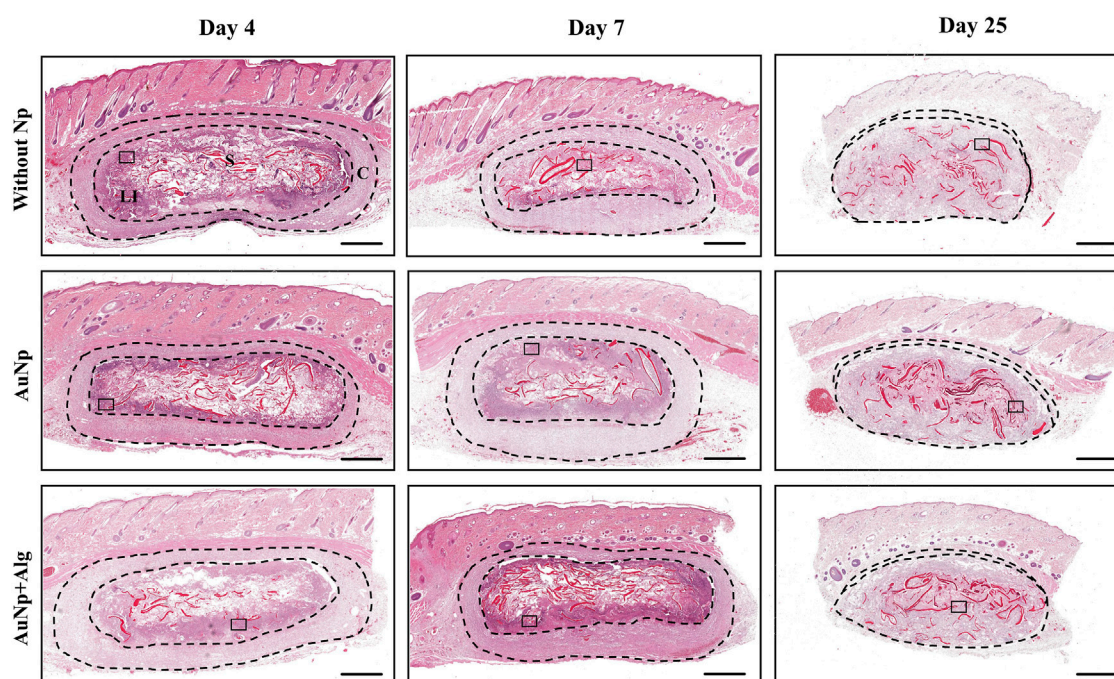 Day 4
Day 7
Day 25
Without Np
S
C
LI
AuNp
AuNp+Alg